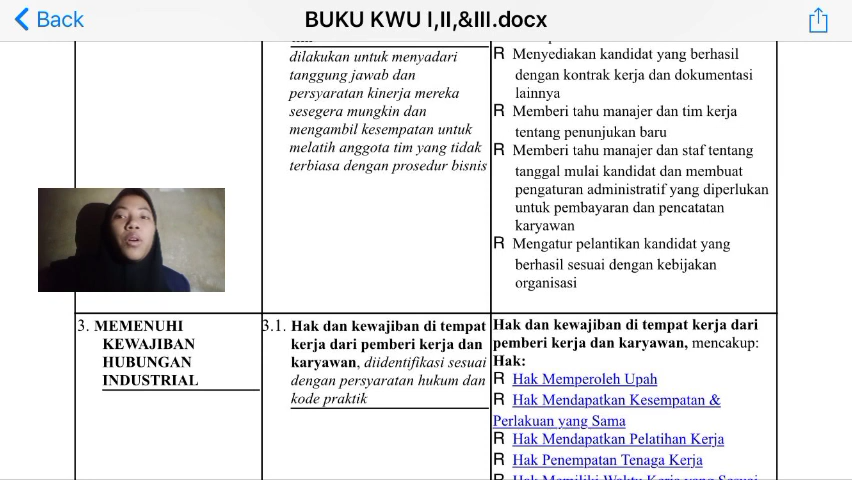 Back
BUKU KWU I,II,&III.docx
dilakukan untuk menyadari
tanggung jawab dan
persyaratan kinerja mereka
sesegera mungkin dan
mengambil kesempatan untuk
melatih anggota tim yang tidak
terbiasa dengan prosedur bisnis
R Menyediakan kandidat yang berhasil
dengan kontrak kerja dan dokumentasi
lainnya
R Memberi tahu manajer dan tim kerja
tentang penunjukan baru
R Memberi tahu manajer dan staf tentang
tanggal mulai kandidat dan membuat
pengaturan administratif yang diperlukan
untuk pembayaran dan pencatatan
karyawan
R Mengatur pelantikan kandidat yang
berhasil sesuai dengan kebijakan
organisasi
3. MEMENUHI
KEWAJIBAN
HUBUNGAN
INDUSTRIAL
3.1. Hak dan kewajiban di tempat
kerja dari pemberi kerja dan
karyawan, diidentifikasi sesuai
dengan persyaratan hukum dan
kode praktik
Hak dan kewajiban di tempat kerja dari
pemberi kerja dan karyawan, mencakup:
Hak:
R Hak Memperoleh Upah
R Hak Mendapatkan Kesempatan &
Perlakuan yang Sama
R Hak Mendapatkan Pelatihan Kerja
R Hak Penempatan Tenaga Kerja
R Hak Memiliki Waktu Kerja yang Sesuai